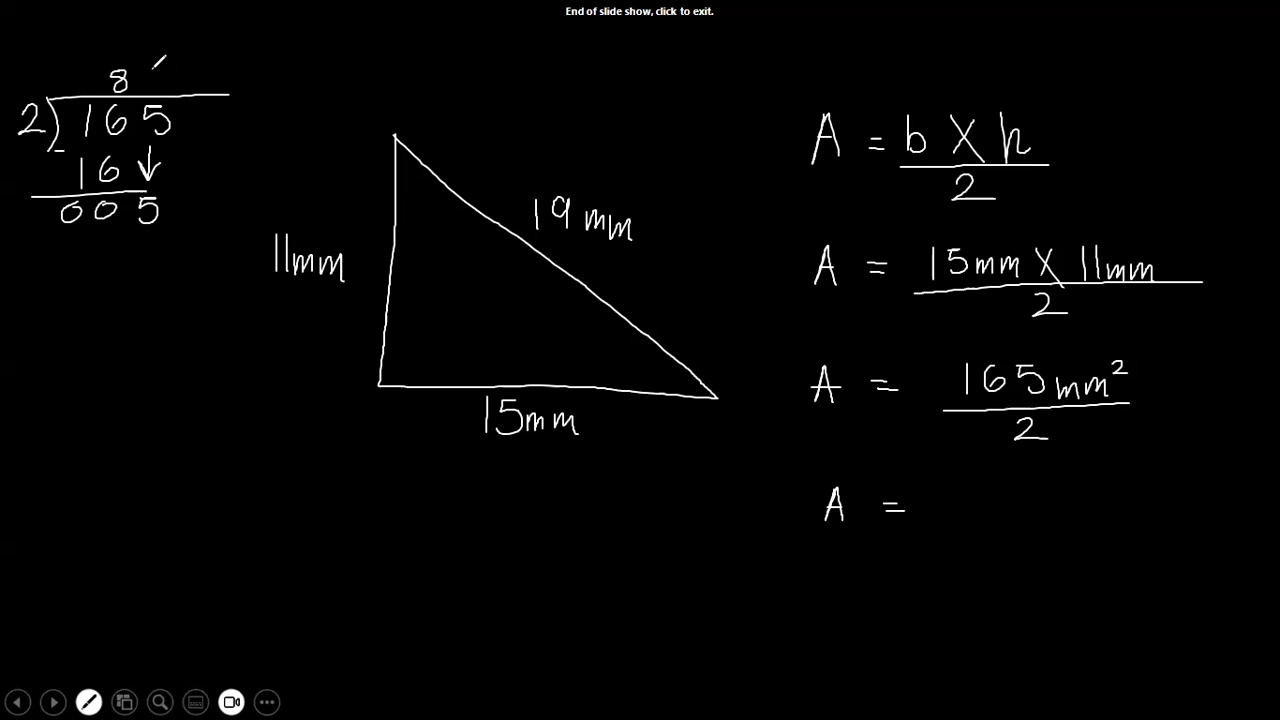 End of slide show, click to exit.
8
2)165
- 16↓
005
11mm
19mm
15mm
A = b X h
2
A = 15mm X 11mm
2
A = 165mm²
2
A =